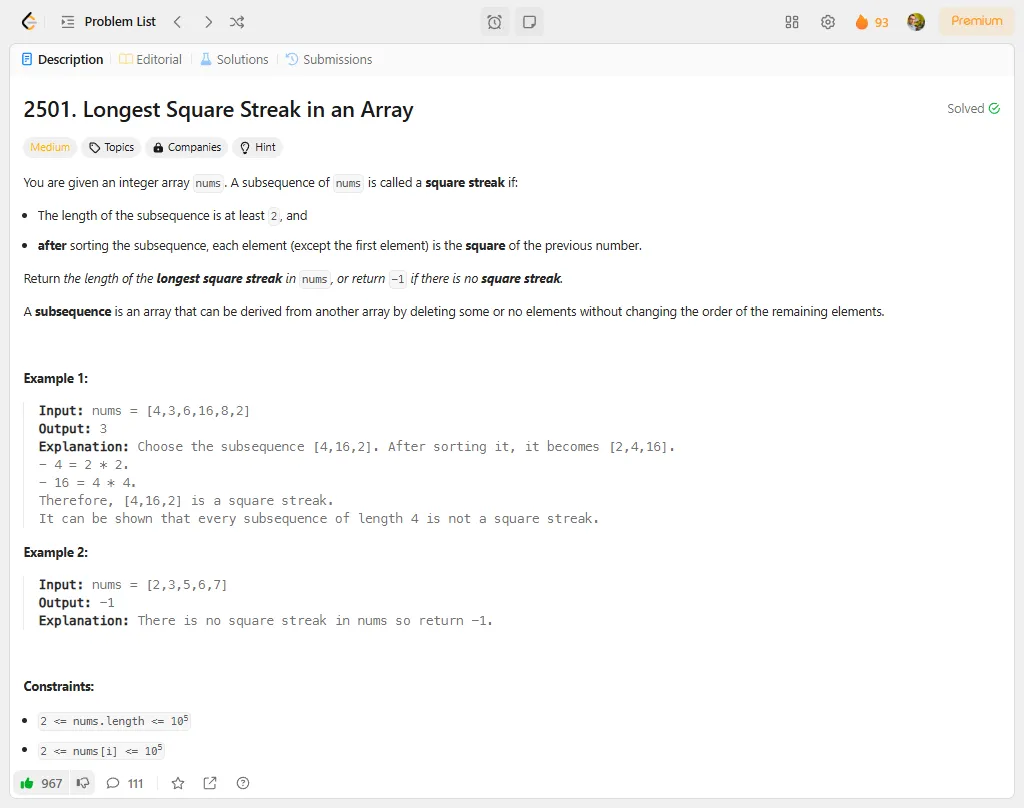 Problem List
93
Premium
Description
Editorial
Solutions
Submissions
2501. Longest Square Streak in an Array
Solved
Medium
Topics
Companies
Hint
You are given an integer array nums. A subsequence of nums is called a square streak if:
• The length of the subsequence is at least 2, and
• after sorting the subsequence, each element (except the first element) is the square of the previous number.
Return the length of the longest square streak in nums, or return -1 if there is no square streak.
A subsequence is an array that can be derived from another array by deleting some or no elements without changing the order of the remaining elements.
Example 1:
Input: nums = [4,3,6,16,8,2]
Output: 3
Explanation: Choose the subsequence [4,16,2]. After sorting it, it becomes [2,4,16].
- 4 = 2 * 2.
- 16 = 4 * 4.
Therefore, [4,16,2] is a square streak.
It can be shown that every subsequence of length 4 is not a square streak.
Example 2:
Input: nums = [2,3,5,6,7]
Output: -1
Explanation: There is no square streak in nums so return -1.
Constraints:
• 2 <= nums.length <= 10⁵
• 2 <= nums[i] <= 10⁵
967
111